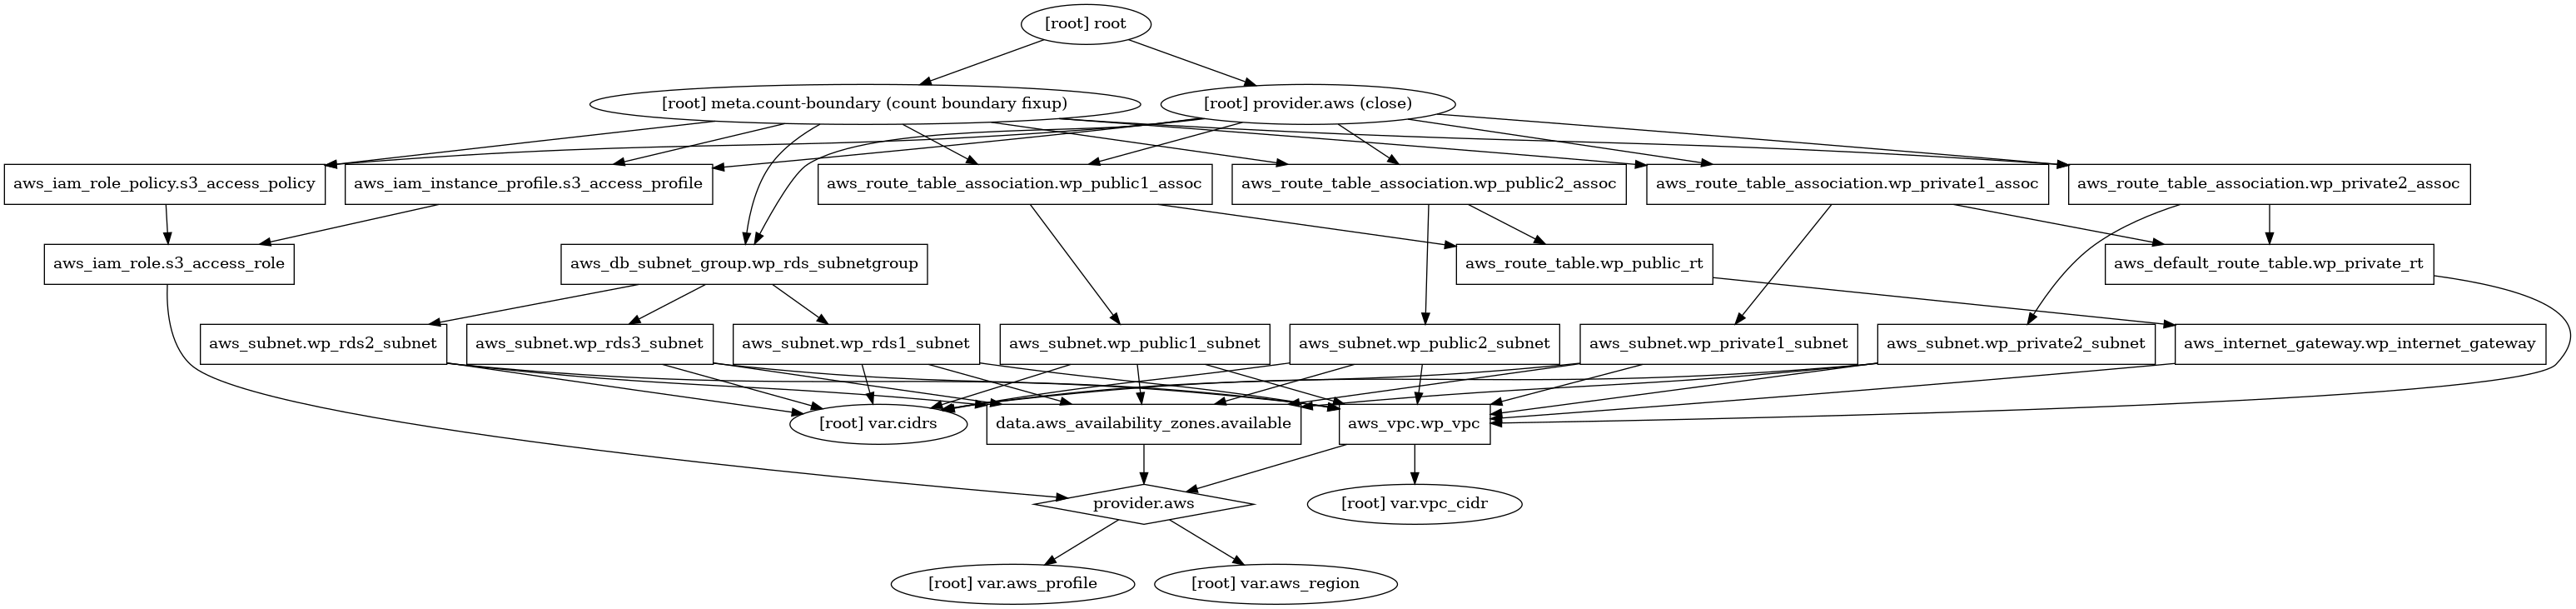 [root] root
[root] meta.count-boundary (count boundary fixup)
[root] provider.aws (close)
aws_iam_role_policy.s3_access_policy
aws_iam_instance_profile.s3_access_profile
aws_route_table_association.wp_public1_assoc
aws_route_table_association.wp_public2_assoc
aws_route_table_association.wp_private1_assoc
aws_route_table_association.wp_private2_assoc
aws_iam_role.s3_access_role
aws_db_subnet_group.wp_rds_subnetgroup
aws_route_table.wp_public_rt
aws_default_route_table.wp_private_rt
aws_subnet.wp_rds2_subnet
aws_subnet.wp_rds3_subnet
aws_subnet.wp_rds1_subnet
aws_subnet.wp_public1_subnet
aws_subnet.wp_public2_subnet
aws_subnet.wp_private1_subnet
aws_subnet.wp_private2_subnet
aws_internet_gateway.wp_internet_gateway
[root] var.cidrs
data.aws_availability_zones.available
aws_vpc.wp_vpc
provider.aws
[root] var.vpc_cidr
[root] var.aws_profile
[root] var.aws_region